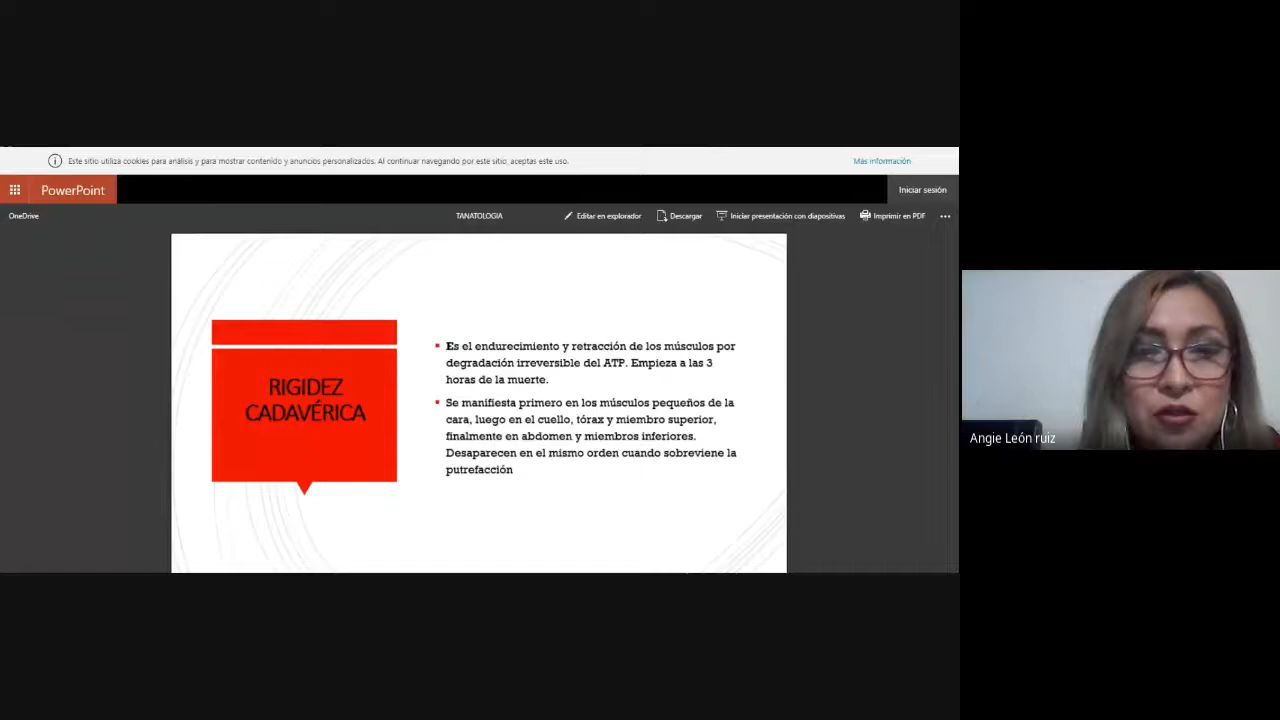 Este sitio utiliza cookies para análisis y para mostrar contenido y anuncios personalizados. Al continuar navegando por este sitio, aceptas este uso.
Más información
PowerPoint
Iniciar sesión
OneDrive
TANATOLOGIA
Editar en explorador
Descargar
Iniciar presentación con diapositivas
Imprimir en PDF
RIGIDEZ
CADAVÉRICA
Es el endurecimiento y retracción de los músculos por
degradación irreversible del ATP. Empieza a las 3
horas de la muerte.
Se manifiesta primero en los músculos pequeños de la
cara, luego en el cuello, tórax y miembro superior,
finalmente en abdomen y miembros inferiores.
Desaparecen en el mismo orden cuando sobreviene la
putrefacción
Angie León ruiz